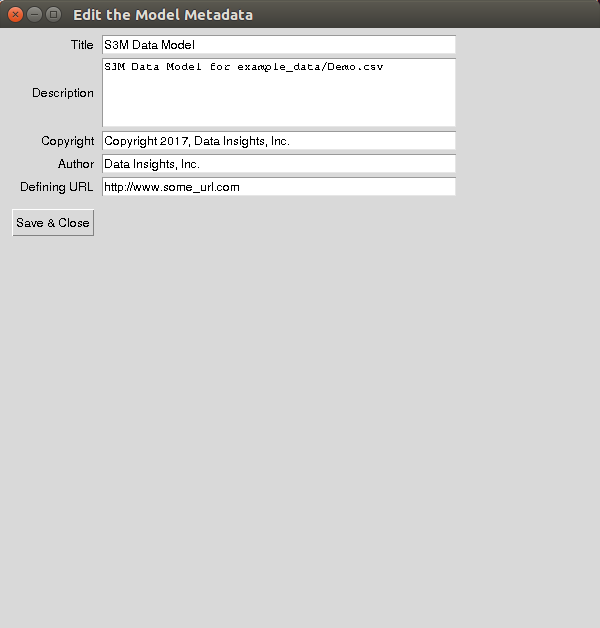 Edit the Model Metadata
Title S3M Data Model
Description S3M Data Model for example_data/Demo.csv
Copyright Copyright 2017, Data Insights, Inc.
Author Data Insights, Inc.
Defining URL http://www.some_url.com
Save & Close